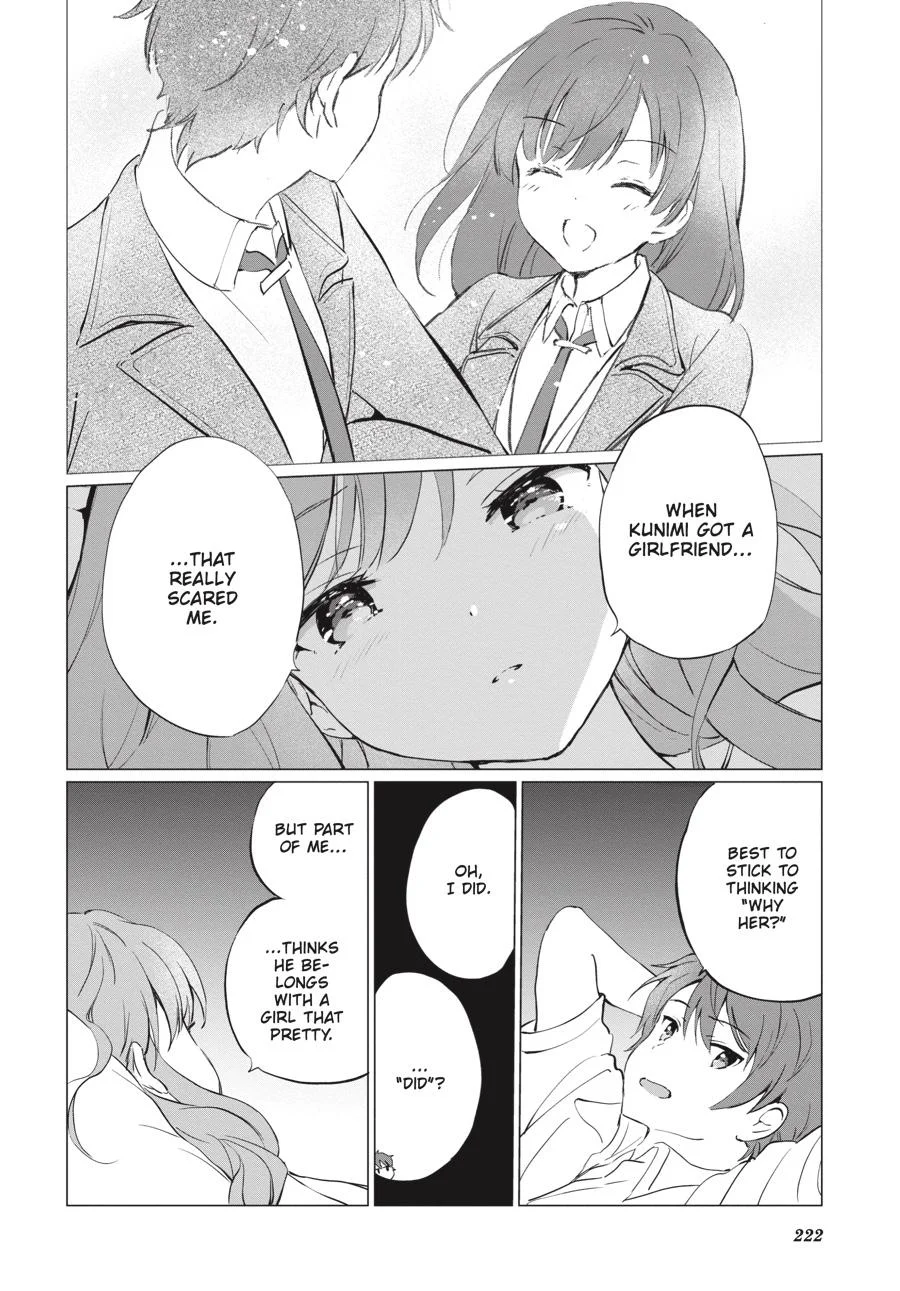 WHEN
KUNIMI GOT A
GIRLFRIEND...
...THAT
REALLY
SCARED
ME.
BEST TO
STICK TO
THINKING
"WHY
HER?"
OH,
I DID.
...
"DID"?
BUT PART
OF ME...
...THINKS
HE BE-
LONGS
WITH A
GIRL THAT
PRETTY.
222